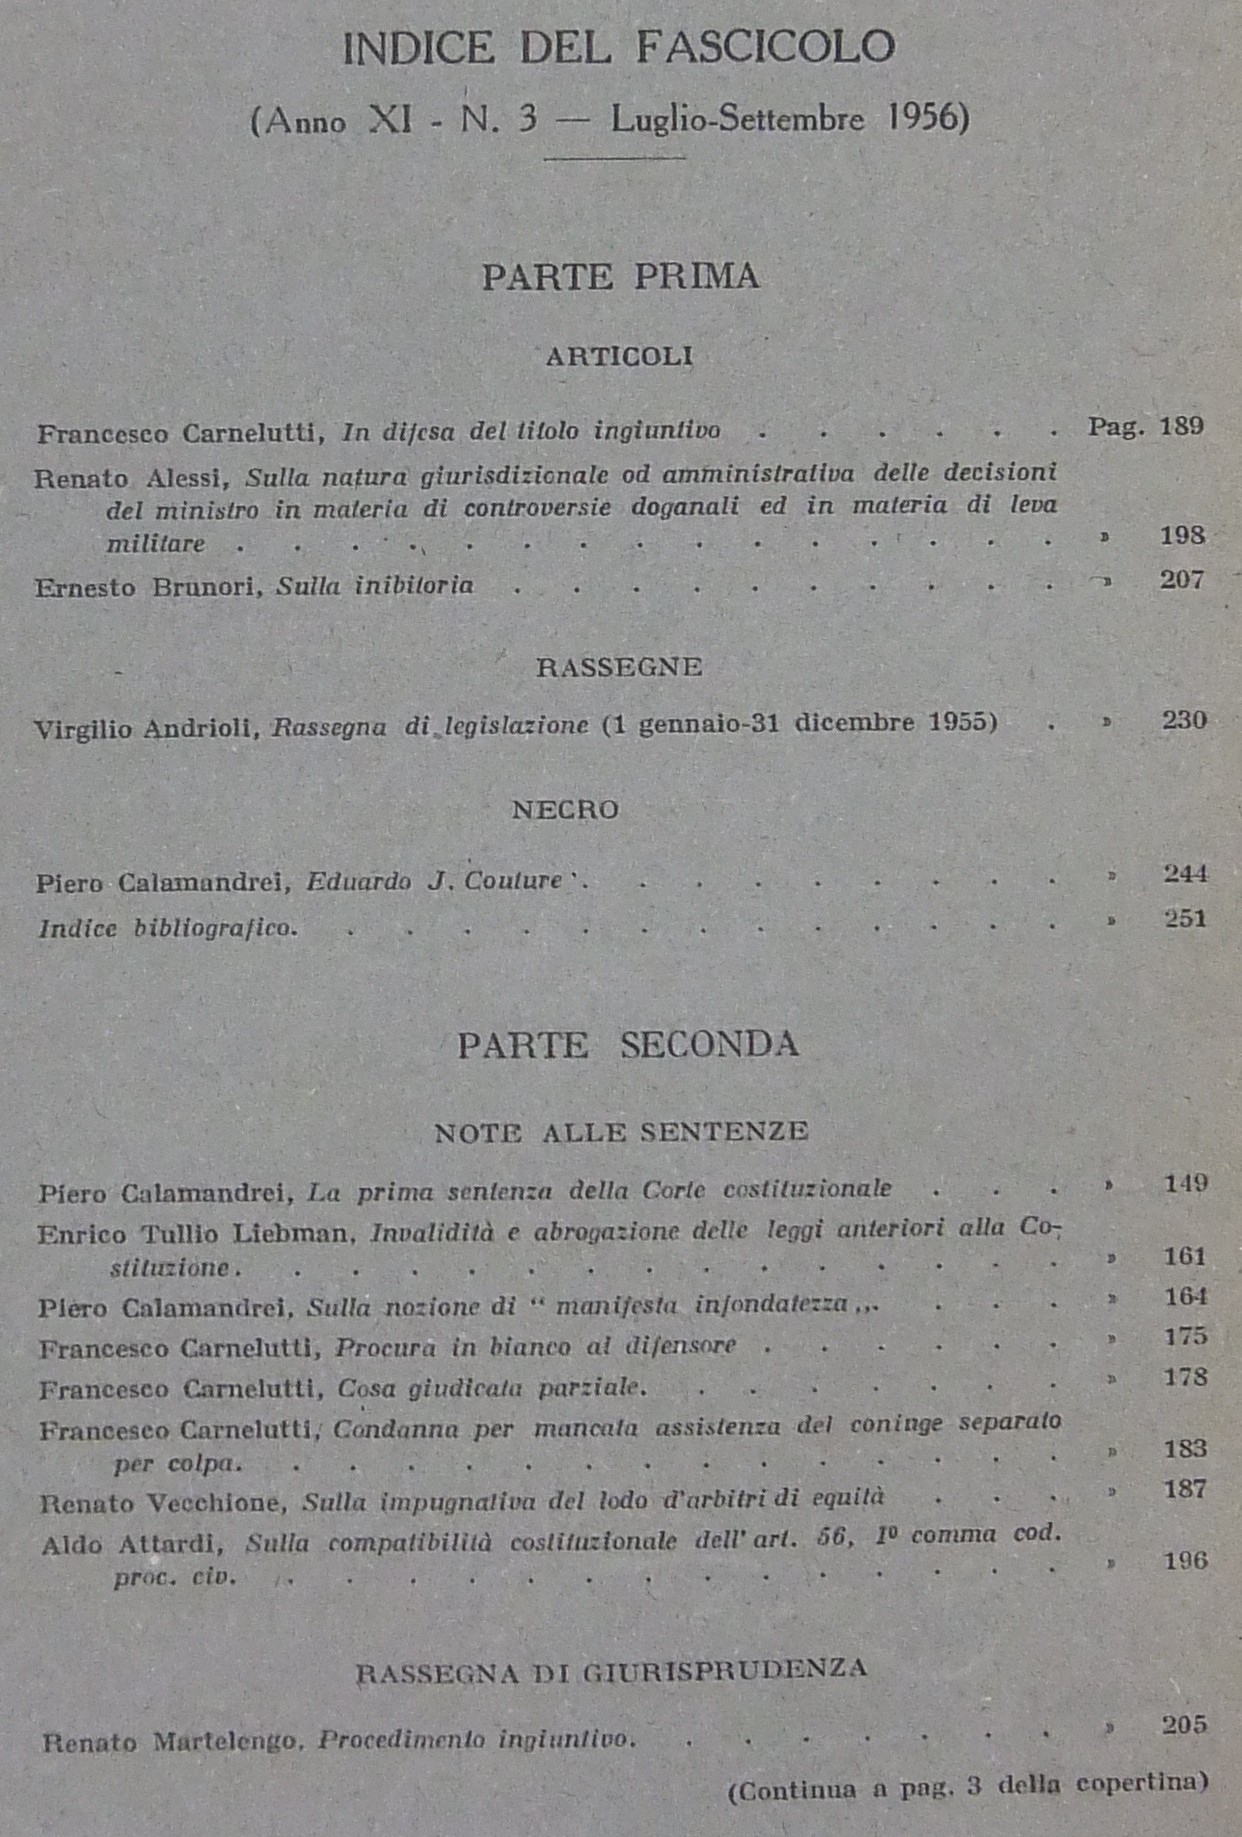 INDICE DEL FASCICOLO
(Anno XI - N. 3 — Luglio-Settembre 1956)
PARTE PRIMA
ARTICOLI
Francesco Carnelutti, In difesa del titolo ingiuntivo . . . . . . Pag. 189
Renato Alessi, Sulla natura giurisdizionale od amministrativa delle decisioni
del ministro in materia di controversie doganali ed in materia di leva
militare . . . . . . . . . . . . . . . » 198
Ernesto Brunori, Sulla inibitoria . . . . . . . . . . » 207
RASSEGNE
Virgilio Andrioli, Rassegna di legislazione (1 gennaio-31 dicembre 1955) . » 230
NECRO
Piero Calamandrei, Eduardo J. Couture . . . . . . . . . » 244
Indice bibliografico. . . . . . . . . . . . . . » 251
PARTE SECONDA
NOTE ALLE SENTENZE
Piero Calamandrei, La prima sentenza della Corte costituzionale . . . » 149
Enrico Tullio Liebman, Invalidità e abrogazione delle leggi anteriori alla Co-
stituzione. . . . . . . . . . . . . . . » 161
Piero Calamandrei, Sulla nozione di “ manifesta infondatezza „. . . . » 164
Francesco Carnelutti, Procura in bianco al difensore . . . . . . » 175
Francesco Carnelutti, Cosa giudicata parziale. . . . . . . . » 178
Francesco Carnelutti, Condanna per mancata assistenza del coninge separato
per colpa. . . . . . . . . . . . . . . » 183
Renato Vecchione, Sulla impugnativa del lodo d'arbitri di equità . . . » 187
Aldo Attardi, Sulla compatibilità costituzionale dell' art. 56, 1º comma cod.
proc. civ. . . . . . . . . . . . . . . » 196
RASSEGNA DI GIURISPRUDENZA
Renato Martelengo, Procedimento ingiuntivo. . . . . . . . » 205
(Continua a pag. 3 della copertina)